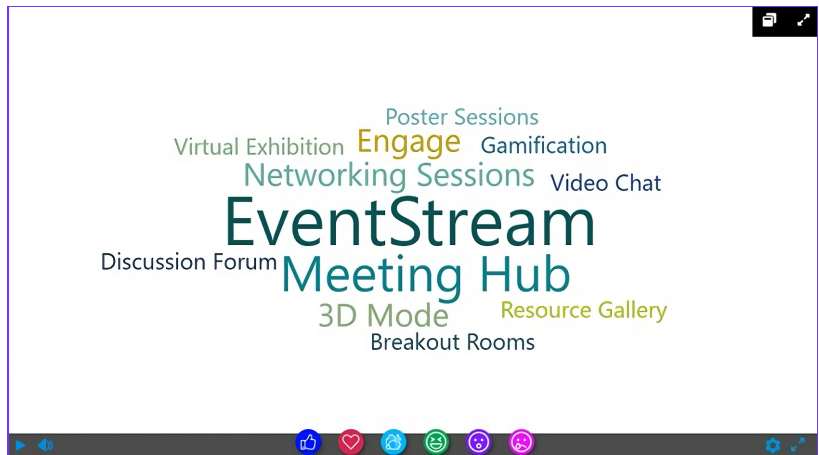 Poster Sessions
Virtual Exhibition Engage Gamification
Networking Sessions Video Chat
EventStream
Discussion Forum Meeting Hub
3D Mode Resource Gallery
Breakout Rooms